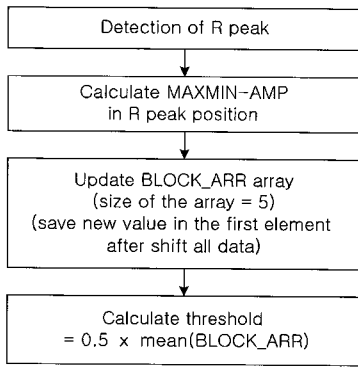 Detection of R peak
Calculate MAXMIN-AMP
in R peak position
Update BLOCK_ARR array
(size of the array = 5)
(save new value in the first element
after shift all data)
Calculate threshold
= 0.5 x mean(BLOCK_ARR)